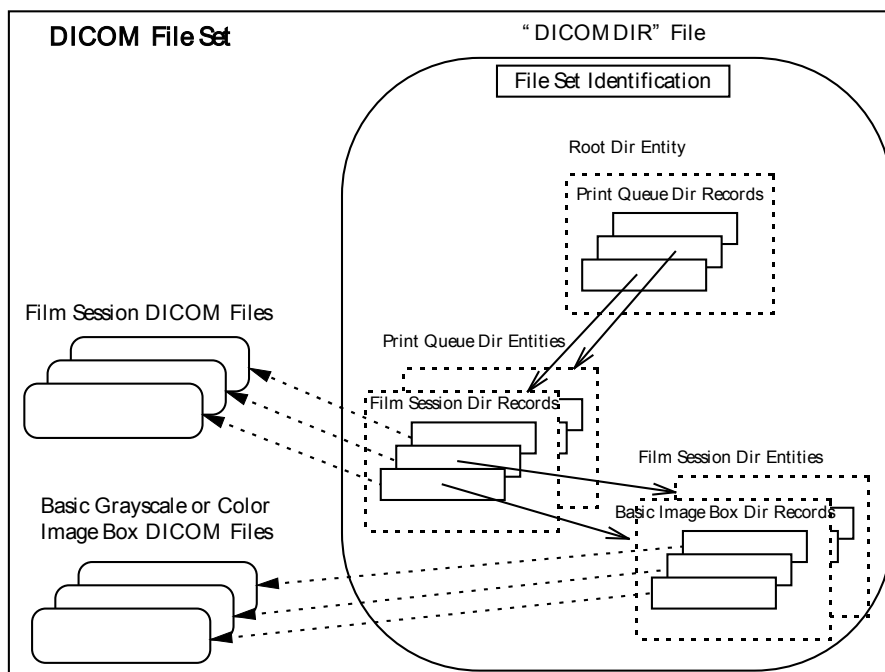 DICOM File Set
"DICOMDIR" File
File Set Identification
Root Dir Entity
Print Queue Dir Records
Film Session DICOM Files
Print Queue Dir Entities
Film Session Dir Records
Film Session Dir Entities
Basic Image Box Dir Records
Basic Grayscale or Color
Image Box DICOM Files